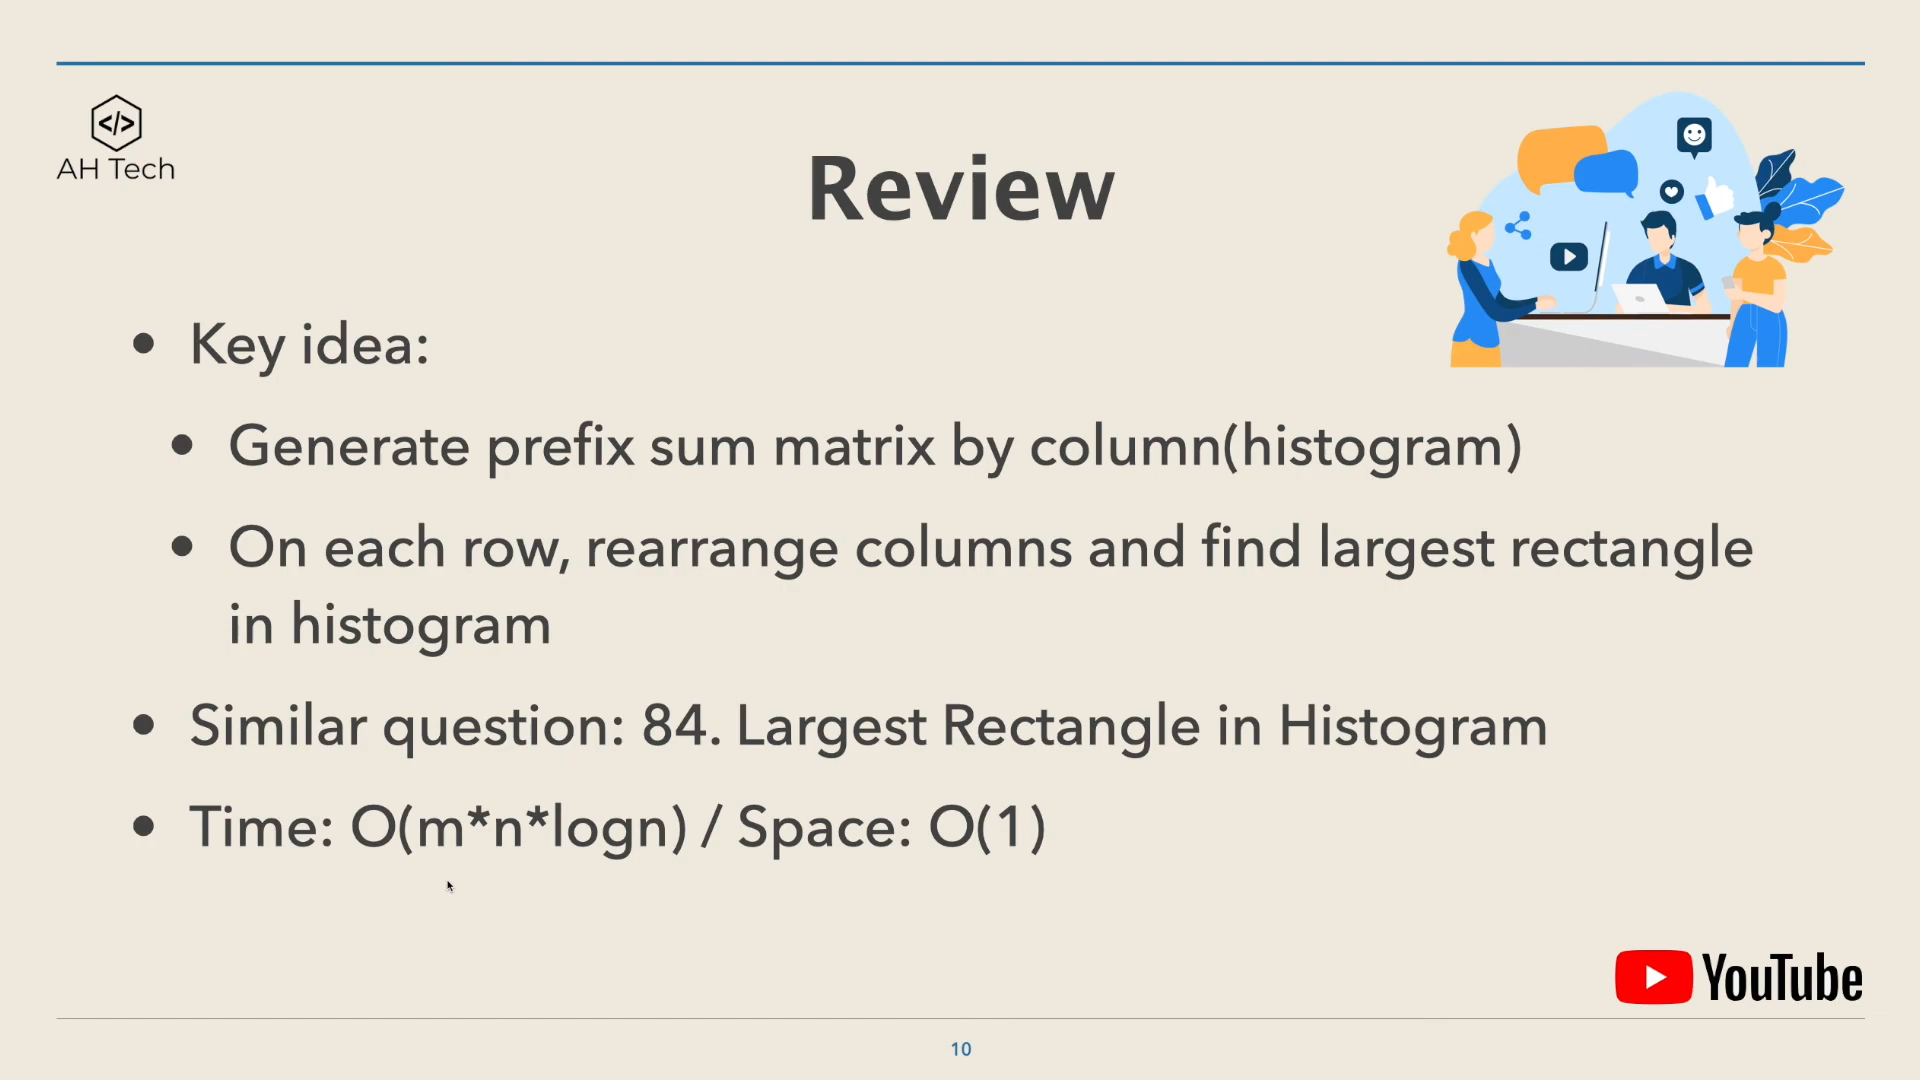 </> 
AH Tech
Review
• Key idea:
• Generate prefix sum matrix by column(histogram)
• On each row, rearrange columns and find largest rectangle
in histogram
• Similar question: 84. Largest Rectangle in Histogram
• Time: O(m*n*logn) / Space: O(1)
YouTube
10